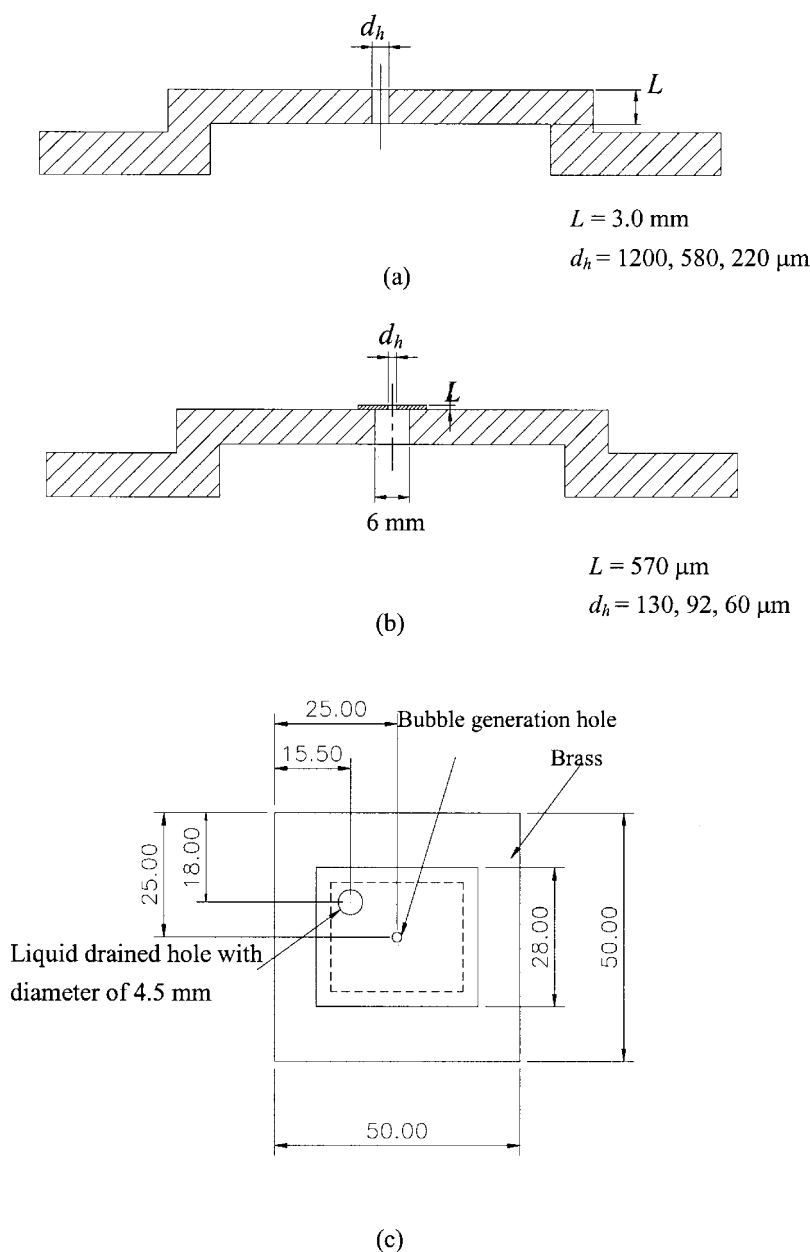 d_h
L
L = 3.0 mm
d_h = 1200, 580, 220 μm
(a)
d_h
L
6 mm
L = 570 μm
d_h = 130, 92, 60 μm
(b)
25.00
Bubble generation hole
15.50
Brass
25.00
18.00
Liquid drained hole with
diameter of 4.5 mm
28.00
50.00
50.00
(c)